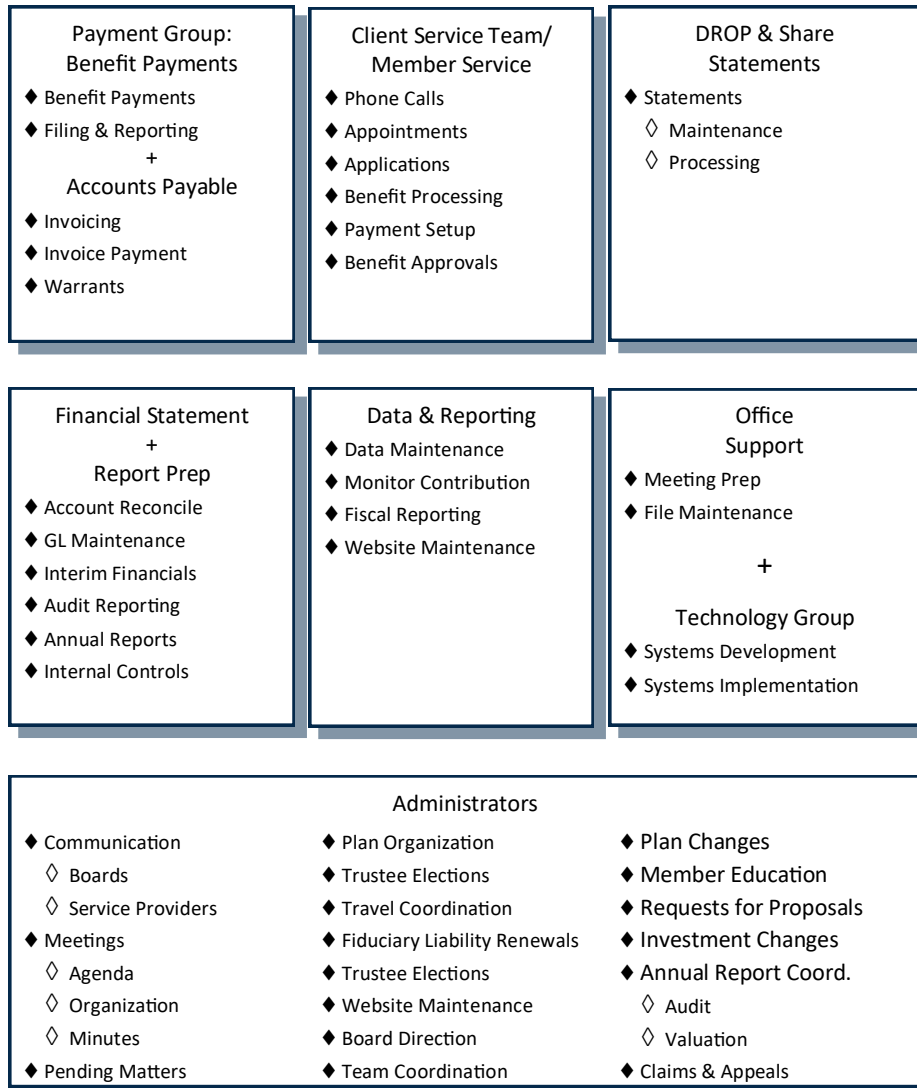 Payment Group:
Benefit Payments
♦ Benefit Payments
♦ Filing & Reporting
+
Accounts Payable
♦ Invoicing
♦ Invoice Payment
♦ Warrants
Client Service Team/
Member Service
♦ Phone Calls
♦ Appointments
♦ Applications
♦ Benefit Processing
♦ Payment Setup
♦ Benefit Approvals
DROP & Share
Statements
♦ Statements
◊ Maintenance
◊ Processing
Financial Statement
+
Report Prep
♦ Account Reconcile
♦ GL Maintenance
♦ Interim Financials
♦ Audit Reporting
♦ Annual Reports
♦ Internal Controls
Data & Reporting
♦ Data Maintenance
♦ Monitor Contribution
♦ Fiscal Reporting
♦ Website Maintenance
Office
Support
♦ Meeting Prep
♦ File Maintenance
+
Technology Group
♦ Systems Development
♦ Systems Implementation
Administrators
♦ Communication
◊ Boards
◊ Service Providers
♦ Meetings
◊ Agenda
◊ Organization
◊ Minutes
♦ Pending Matters
♦ Plan Organization
♦ Trustee Elections
♦ Travel Coordination
♦ Fiduciary Liability Renewals
♦ Trustee Elections
♦ Website Maintenance
♦ Board Direction
♦ Team Coordination
♦ Plan Changes
♦ Member Education
♦ Requests for Proposals
♦ Investment Changes
♦ Annual Report Coord.
◊ Audit
◊ Valuation
♦ Claims & Appeals